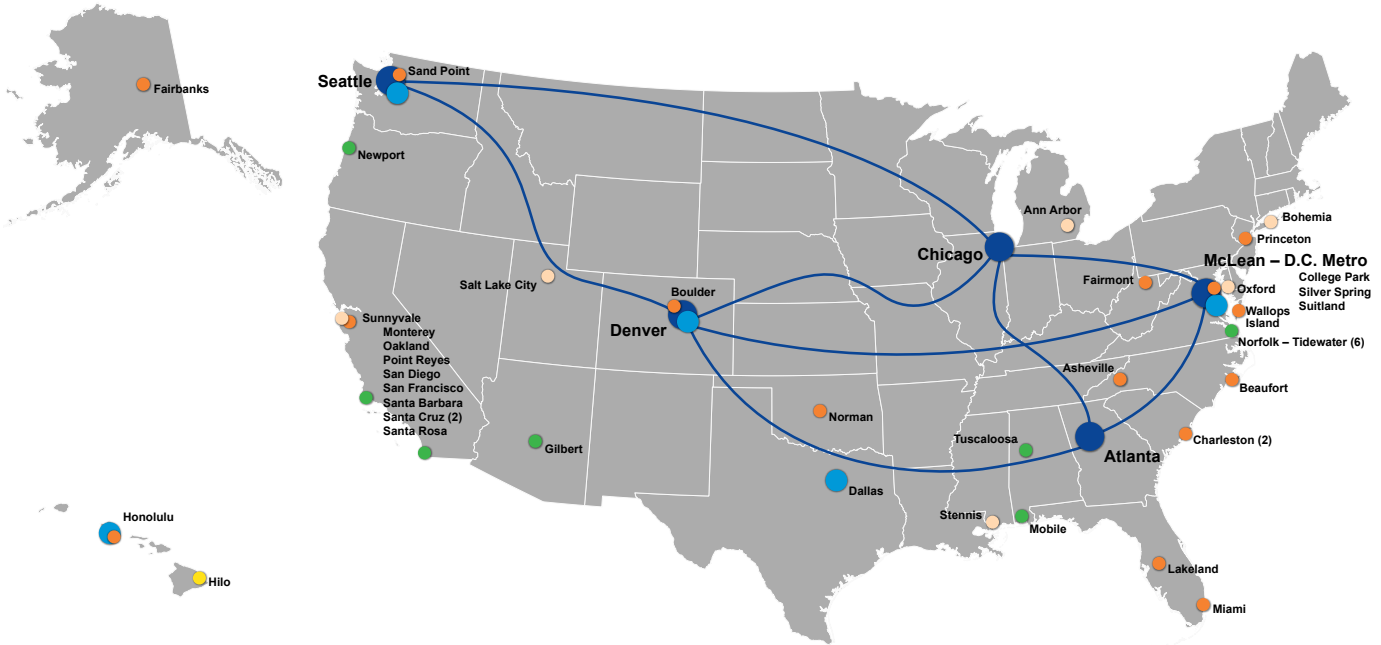 Sand Point
Seattle
Fairbanks
Newport
Ann Arbor
Bohemia
Princeton
Chicago
McLean – D.C. Metro
College Park
Silver Spring
Suitland
Salt Lake City
Boulder
Fairmont
Oxford
Wallops
Island
Sunnyvale
Monterey
Oakland
Point Reyes
San Diego
San Francisco
Santa Barbara
Santa Cruz (2)
Santa Rosa
Denver
Norfolk – Tidewater (6)
Asheville
Beaufort
Norman
Gilbert
Tuscaloosa
Charleston (2)
Atlanta
Dallas
Stennis
Mobile
Honolulu
Hilo
Lakeland
Miami